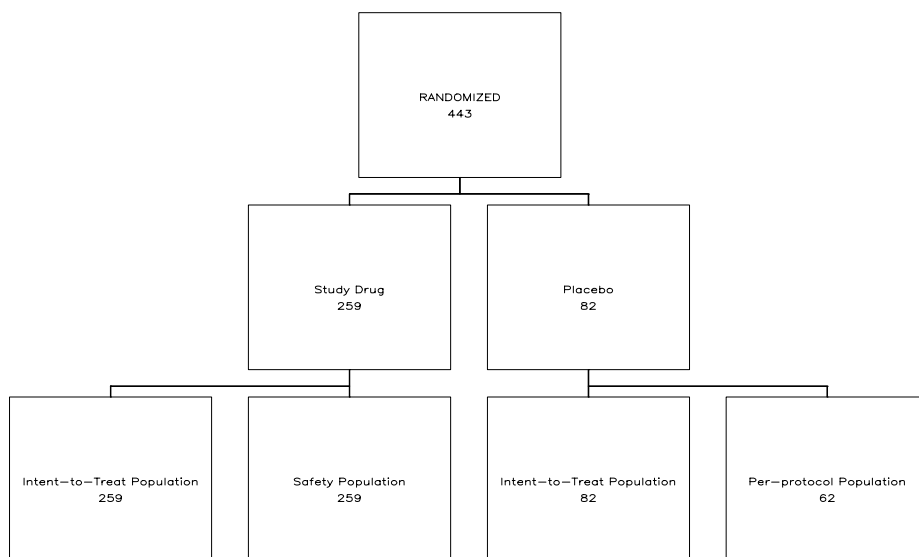 RANDOMIZED
443
Study Drug
259
Placebo
82
Intent-to-Treat Population
259
Safety Population
259
Intent-to-Treat Population
82
Per-protocol Population
62